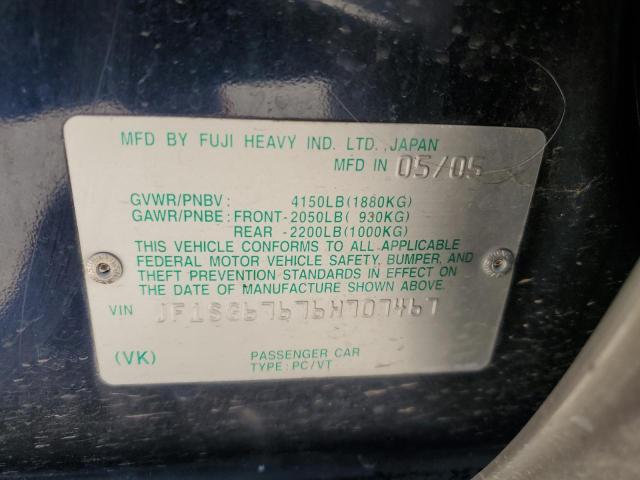 MFD BY FUJI HEAVY IND. LTD., JAPAN
MFD IN 05/05
GVWR/PNBV: 4150LB(1880KG)
GAWR/PNBE: FRONT-2050LB( 930KG)
REAR -2200LB(1000KG)
THIS VEHICLE CONFORMS TO ALL APPLICABLE
FEDERAL MOTOR VEHICLE SAFETY, BUMPER, AND
THEFT PREVENTION STANDARDS IN EFFECT ON
THE DATE OF MANUFACTURE SHOWN ABOVE.
VIN JF1SG67676H707467
(VK) PASSENGER CAR
TYPE: PC/VT